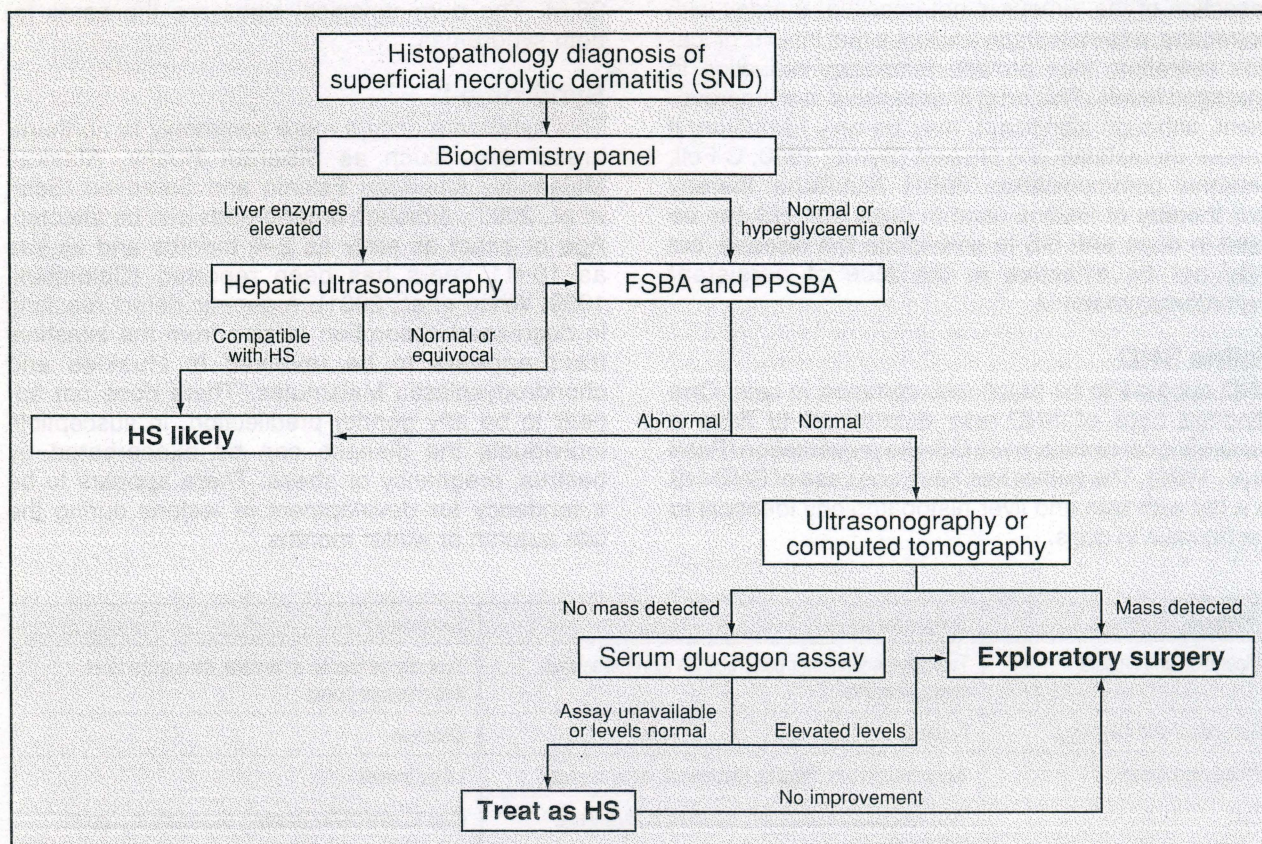 Histopathology diagnosis of
superficial necrolytic dermatitis (SND)
Biochemistry panel
Liver enzymes
elevated
Normal or
hyperglycaemia only
Hepatic ultrasonography
FSBA and PPSBA
Compatible
with HS
Normal or
equivocal
HS likely
Abnormal
Normal
Ultrasonography or
computed tomography
No mass detected
Mass detected
Serum glucagon assay
Exploratory surgery
Assay unavailable
or levels normal
Elevated levels
Treat as HS
No improvement